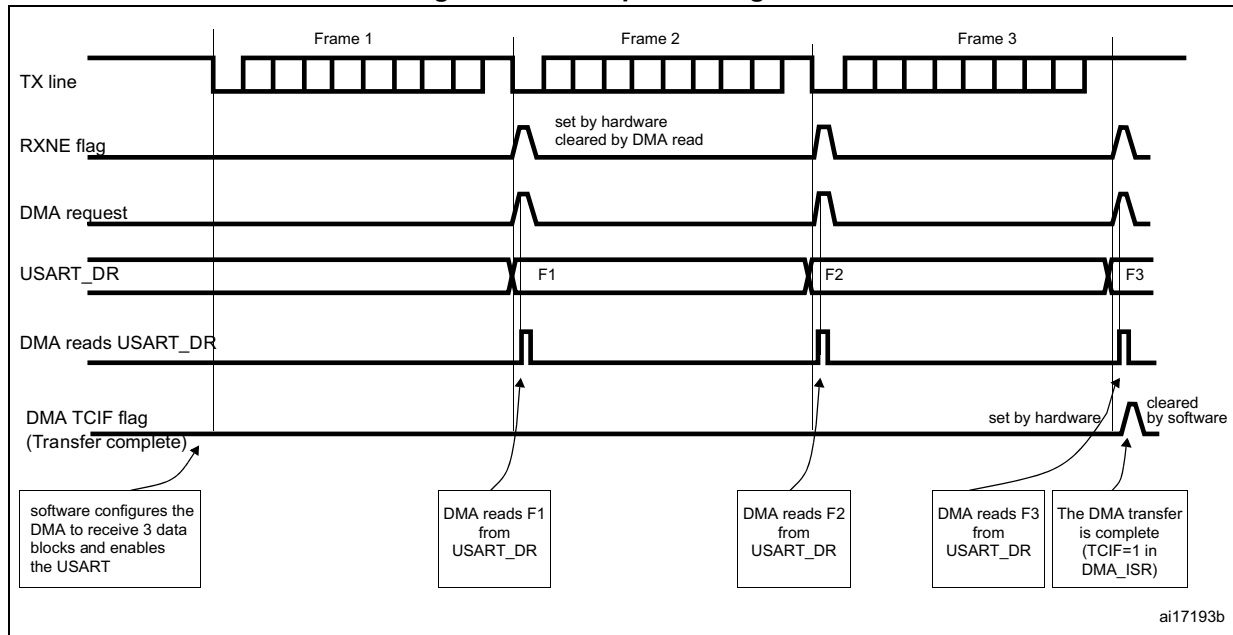 Frame 1
Frame 2
Frame 3
TX line
set by hardware
cleared by DMA read
RXNE flag
DMA request
USART_DR
F1
F2
F3
DMA reads USART_DR
DMA TCIF flag
(Transfer complete)
set by hardware
cleared
by software
software configures the
DMA to receive 3 data
blocks and enables
the USART
DMA reads F1
from
USART_DR
DMA reads F2
from
USART_DR
DMA reads F3
from
USART_DR
The DMA transfer
is complete
(TCIF=1 in
DMA_ISR)
ai17193b